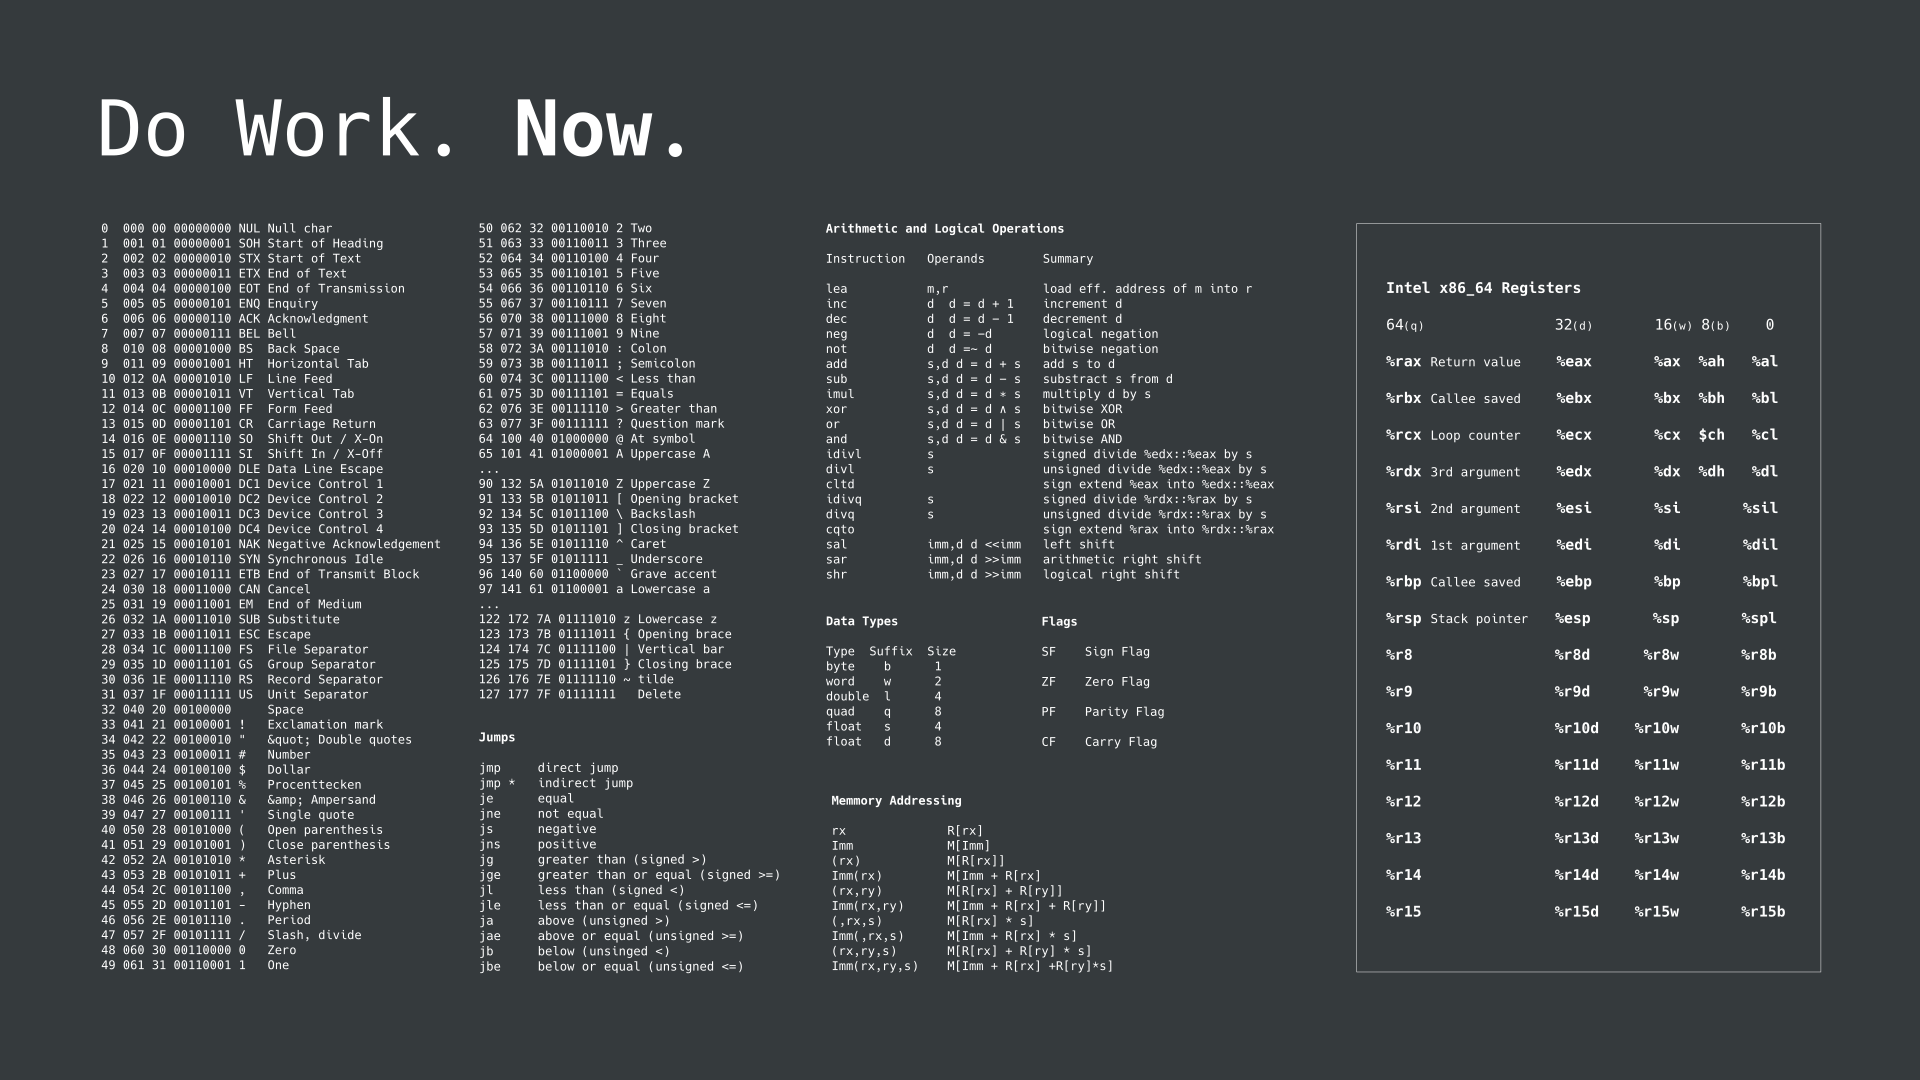 Do Work. Now.
0  000 00 00000000 NUL Null char
1  001 01 00000001 SOH Start of Heading
2  002 02 00000010 STX Start of Text
3  003 03 00000011 ETX End of Text
4  004 04 00000100 EOT End of Transmission
5  005 05 00000101 ENQ Enquiry
6  006 06 00000110 ACK Acknowledgment
7  007 07 00000111 BEL Bell
8  010 08 00001000 BS  Back Space
9  011 09 00001001 HT  Horizontal Tab
10 012 0A 00001010 LF  Line Feed
11 013 0B 00001011 VT  Vertical Tab
12 014 0C 00001100 FF  Form Feed
13 015 0D 00001101 CR  Carriage Return
14 016 0E 00001110 SO  Shift Out / X-On
15 017 0F 00001111 SI  Shift In / X-Off
16 020 10 00010000 DLE Data Line Escape
17 021 11 00010001 DC1 Device Control 1
18 022 12 00010010 DC2 Device Control 2
19 023 13 00010011 DC3 Device Control 3
20 024 14 00010100 DC4 Device Control 4
21 025 15 00010101 NAK Negative Acknowledgement
22 026 16 00010110 SYN Synchronous Idle
23 027 17 00010111 ETB End of Transmit Block
24 030 18 00011000 CAN Cancel
25 031 19 00011001 EM  End of Medium
26 032 1A 00011010 SUB Substitute
27 033 1B 00011011 ESC Escape
28 034 1C 00011100 FS  File Separator
29 035 1D 00011101 GS  Group Separator
30 036 1E 00011110 RS  Record Separator
31 037 1F 00011111 US  Unit Separator
32 040 20 00100000     Space
33 041 21 00100001 !   Exclamation mark
34 042 22 00100010 "   &quot; Double quotes
35 043 23 00100011 #   Number
36 044 24 00100100 $   Dollar
37 045 25 00100101 %   Procenttecken
38 046 26 00100110 &   &amp; Ampersand
39 047 27 00100111 '   Single quote
40 050 28 00101000 (   Open parenthesis
41 051 29 00101001 )   Close parenthesis
42 052 2A 00101010 *   Asterisk
43 053 2B 00101011 +   Plus
44 054 2C 00101100 ,   Comma
45 055 2D 00101101 -   Hyphen
46 056 2E 00101110 .   Period
47 057 2F 00101111 /   Slash, divide
48 060 30 00110000 0   Zero
49 061 31 00110001 1   One
50 062 32 00110010 2 Two
51 063 33 00110011 3 Three
52 064 34 00110100 4 Four
53 065 35 00110101 5 Five
54 066 36 00110110 6 Six
55 067 37 00110111 7 Seven
56 070 38 00111000 8 Eight
57 071 39 00111001 9 Nine
58 072 3A 00111010 : Colon
59 073 3B 00111011 ; Semicolon
60 074 3C 00111100 < Less than
61 075 3D 00111101 = Equals
62 076 3E 00111110 > Greater than
63 077 3F 00111111 ? Question mark
64 100 40 01000000 @ At symbol
65 101 41 01000001 A Uppercase A
...
90 132 5A 01011010 Z Uppercase Z
91 133 5B 01011011 [ Opening bracket
92 134 5C 01011100 \ Backslash
93 135 5D 01011101 ] Closing bracket
94 136 5E 01011110 ^ Caret
95 137 5F 01011111 _ Underscore
96 140 60 01100000 ` Grave accent
97 141 61 01100001 a Lowercase a
...
122 172 7A 01111010 z Lowercase z
123 173 7B 01111011 { Opening brace
124 174 7C 01111100 | Vertical bar
125 175 7D 01111101 } Closing brace
126 176 7E 01111110 ~ tilde
127 177 7F 01111111   Delete
Jumps
jmp     direct jump
jmp *   indirect jump
je      equal
jne     not equal
js      negative
jns     positive
jg      greater than (signed >)
jge     greater than or equal (signed >=)
jl      less than (signed <)
jle     less than or equal (signed <=)
ja      above (unsigned >)
jae     above or equal (unsigned >=)
jb      below (unsinged <)
jbe     below or equal (unsigned <=)
Arithmetic and Logical Operations
Instruction   Operands        Summary
lea           m,r             load eff. address of m into r
inc           d  d = d + 1    increment d
dec           d  d = d − 1    decrement d
neg           d  d = −d       logical negation
not           d  d =~ d       bitwise negation
add           s,d d = d + s   add s to d
sub           s,d d = d − s   substract s from d
imul          s,d d = d ∗ s   multiply d by s
xor           s,d d = d ∧ s   bitwise XOR
or            s,d d = d | s   bitwise OR
and           s,d d = d & s   bitwise AND
idivl         s               signed divide %edx::%eax by s
divl          s               unsigned divide %edx::%eax by s
cltd                          sign extend %eax into %edx::%eax
idivq         s               signed divide %rdx::%rax by s
divq          s               unsigned divide %rdx::%rax by s
cqto                          sign extend %rax into %rdx::%rax
sal           imm,d d <<imm   left shift
sar           imm,d d >>imm   arithmetic right shift
shr           imm,d d >>imm   logical right shift
Data Types
Type  Suffix  Size
byte    b      1
word    w      2
double  l      4
quad    q      8
float   s      4
float   d      8
Flags
SF    Sign Flag
ZF    Zero Flag
PF    Parity Flag
CF    Carry Flag
Memmory Addressing
rx              R[rx]
Imm             M[Imm]
(rx)            M[R[rx]]
Imm(rx)         M[Imm + R[rx]
(rx,ry)         M[R[rx] + R[ry]]
Imm(rx,ry)      M[Imm + R[rx] + R[ry]]
(,rx,s)         M[R[rx] * s]
Imm(,rx,s)      M[Imm + R[rx] * s]
(rx,ry,s)       M[R[rx] + R[ry] * s]
Imm(rx,ry,s)    M[Imm + R[rx] +R[ry]*s]
Intel x86_64 Registers
64(q) 32(d) 16(w) 8(b) 0
%rax Return value %eax %ax %ah %al
%rbx Callee saved %ebx %bx %bh %bl
%rcx Loop counter %ecx %cx $ch %cl
%rdx 3rd argument %edx %dx %dh %dl
%rsi 2nd argument %esi %si %sil
%rdi 1st argument %edi %di %dil
%rbp Callee saved %ebp %bp %bpl
%rsp Stack pointer %esp %sp %spl
%r8 %r8d %r8w %r8b
%r9 %r9d %r9w %r9b
%r10 %r10d %r10w %r10b
%r11 %r11d %r11w %r11b
%r12 %r12d %r12w %r12b
%r13 %r13d %r13w %r13b
%r14 %r14d %r14w %r14b
%r15 %r15d %r15w %r15b